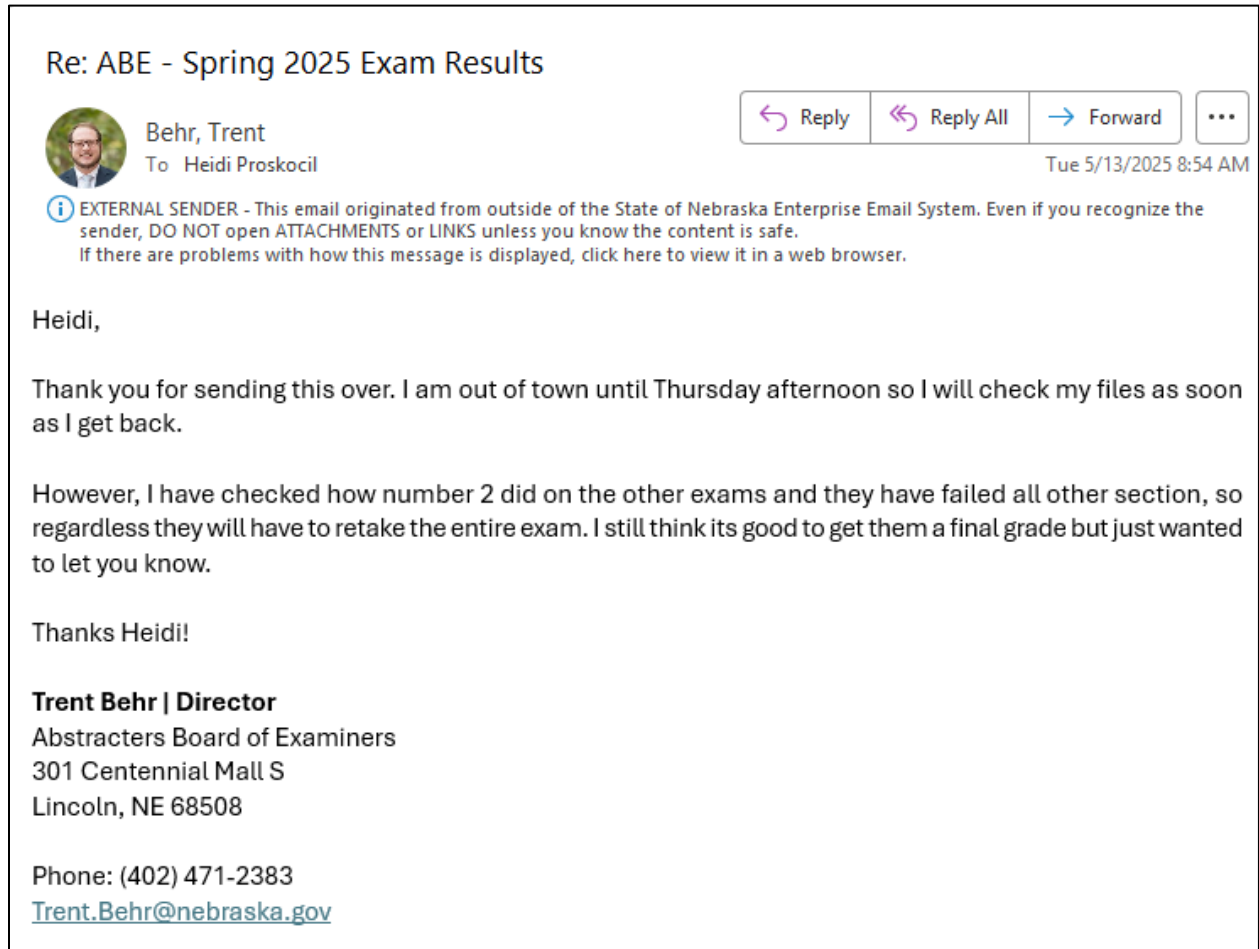 Re: ABE - Spring 2025 Exam Results
Reply
Reply All
Forward
Behr, Trent
To Heidi Proskocil
Tue 5/13/2025 8:54 AM
EXTERNAL SENDER - This email originated from outside of the State of Nebraska Enterprise Email System. Even if you recognize the
sender, DO NOT open ATTACHMENTS or LINKS unless you know the content is safe.
If there are problems with how this message is displayed, click here to view it in a web browser.
Heidi,
Thank you for sending this over. I am out of town until Thursday afternoon so I will check my files as soon
as I get back.
However, I have checked how number 2 did on the other exams and they have failed all other section, so
regardless they will have to retake the entire exam. I still think its good to get them a final grade but just wanted
to let you know.
Thanks Heidi!
Trent Behr | Director
Abstracters Board of Examiners
301 Centennial Mall S
Lincoln, NE 68508
Phone: (402) 471-2383
Trent.Behr@nebraska.gov